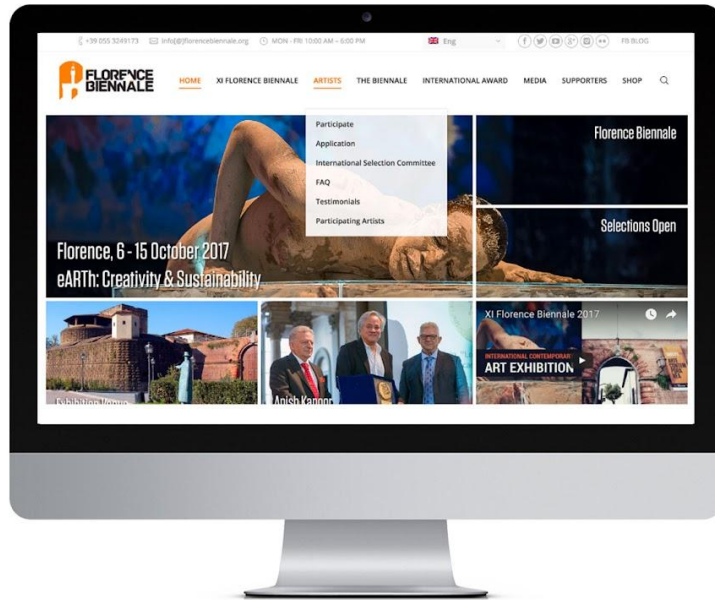 +39 055 3249173
info[@]florencebiennale.org
MON - FRI 10:00 AM – 6:00 PM
Eng
FB BLOG
FLORENCE
BIENNALE
HOME
XI FLORENCE BIENNALE
ARTISTS
THE BIENNALE
INTERNATIONAL AWARD
MEDIA
SUPPORTERS
SHOP
Participate
Application
International Selection Committee
FAQ
Testimonials
Participating Artists
Florence Biennale
Selections Open
Florence, 6 - 15 October 2017
eARTh: Creativity & Sustainability
XI Florence Biennale 2017
INTERNATIONAL CONTEMPORARY
ART EXHIBITION
Exhibition Venue
Anish Kapoor